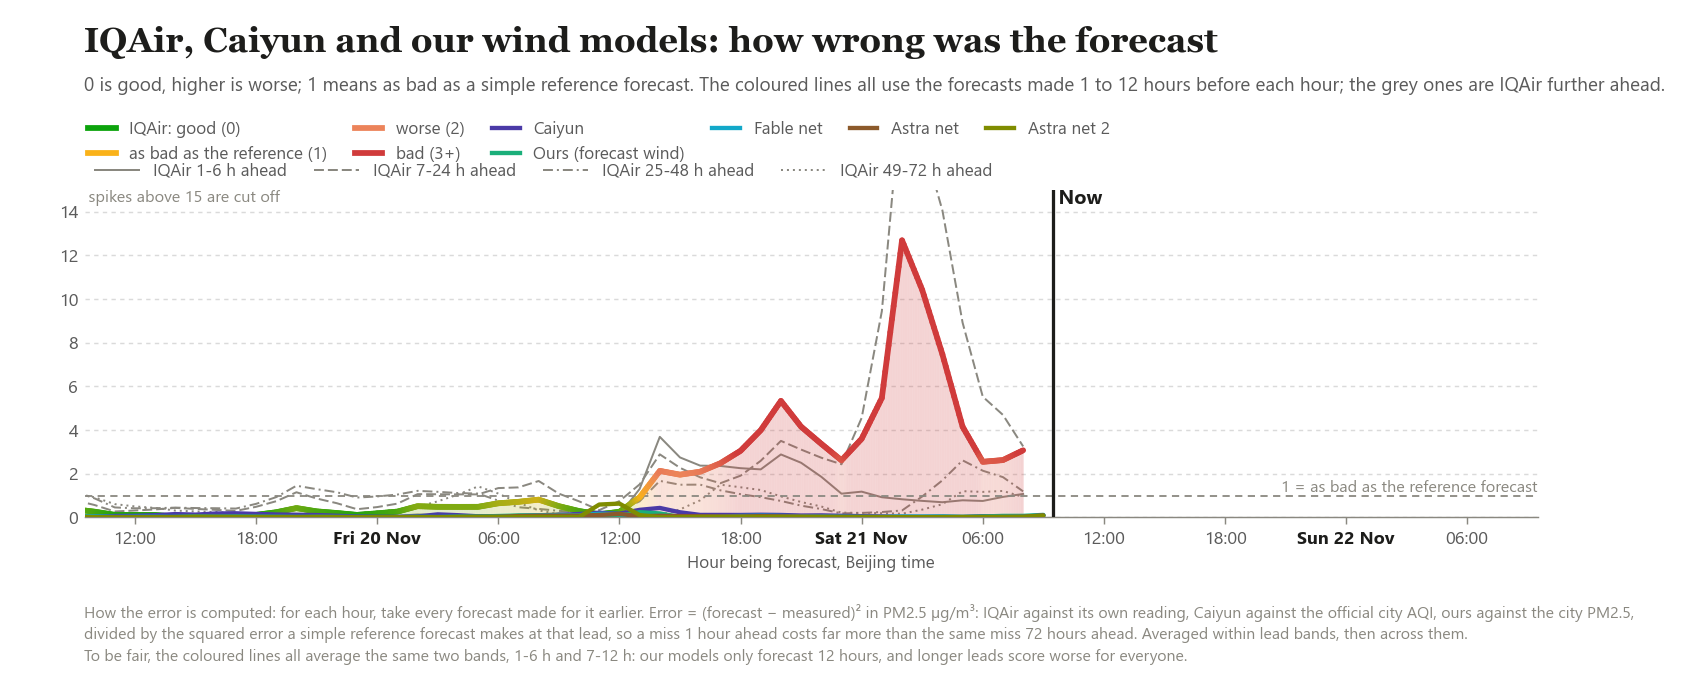 IQAir, Caiyun and our wind models: how wrong was the forecast
0 is good, higher is worse; 1 means as bad as a simple reference forecast. The coloured lines all use the forecasts made 1 to 12 hours before each hour; the grey ones are IQAir further ahead.
IQAir: good (0) worse (2) Caiyun Fable net Astra net Astra net 2
as bad as the reference (1) bad (3+) Ours (forecast wind)
IQAir 1-6 h ahead IQAir 7-24 h ahead IQAir 25-48 h ahead IQAir 49-72 h ahead
spikes above 15 are cut off
Now
14
12
10
8
6
4
2
1 = as bad as the reference forecast
0
12:00 18:00 Fri 20 Nov 06:00 12:00 18:00 Sat 21 Nov 06:00 12:00 18:00 Sun 22 Nov 06:00
Hour being forecast, Beijing time
How the error is computed: for each hour, take every forecast made for it earlier. Error = (forecast − measured)² in PM2.5 µg/m³: IQAir against its own reading, Caiyun against the official city AQI, ours against the city PM2.5,
divided by the squared error a simple reference forecast makes at that lead, so a miss 1 hour ahead costs far more than the same miss 72 hours ahead. Averaged within lead bands, then across them.
To be fair, the coloured lines all average the same two bands, 1-6 h and 7-12 h: our models only forecast 12 hours, and longer leads score worse for everyone.